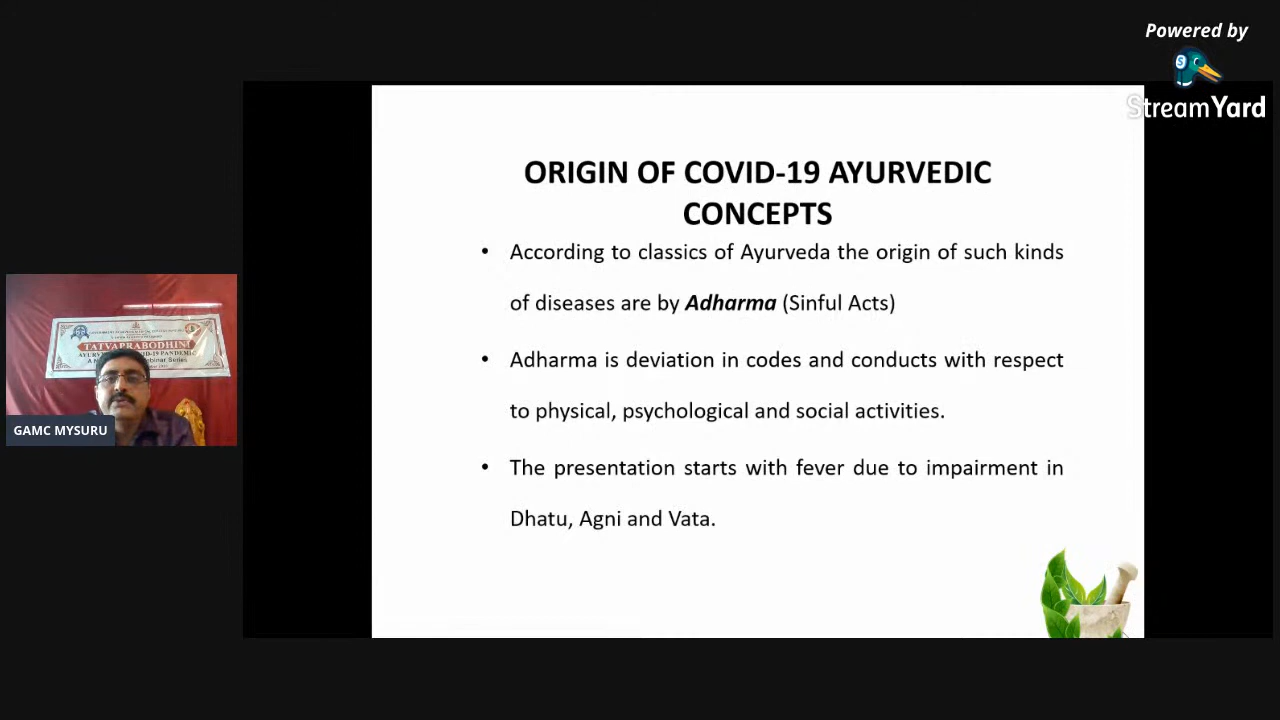 Powered by
StreamYard
ORIGIN OF COVID-19 AYURVEDIC
CONCEPTS
• According to classics of Ayurveda the origin of such kinds
of diseases are by Adharma (Sinful Acts)
• Adharma is deviation in codes and conducts with respect
to physical, psychological and social activities.
• The presentation starts with fever due to impairment in
Dhatu, Agni and Vata.
TATVAPRABODHINI
GAMC MYSURU